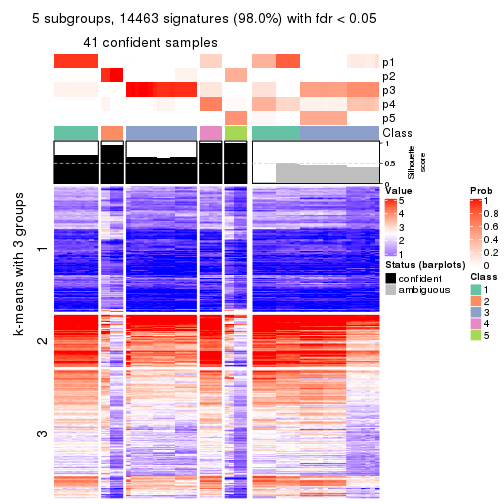 5 subgroups, 14463 signatures (98.0%) with fdr < 0.05
41 confident samples
p1
p2
p3
p4
p5
Class
1
0.5
0
Silhouette
score
k-means with 3 groups
1
2
3
Value
5
4
3
2
1
Status (barplots)
confident
ambiguous
Prob
1
0.8
0.6
0.4
0.2
0
Class
1
2
3
4
5